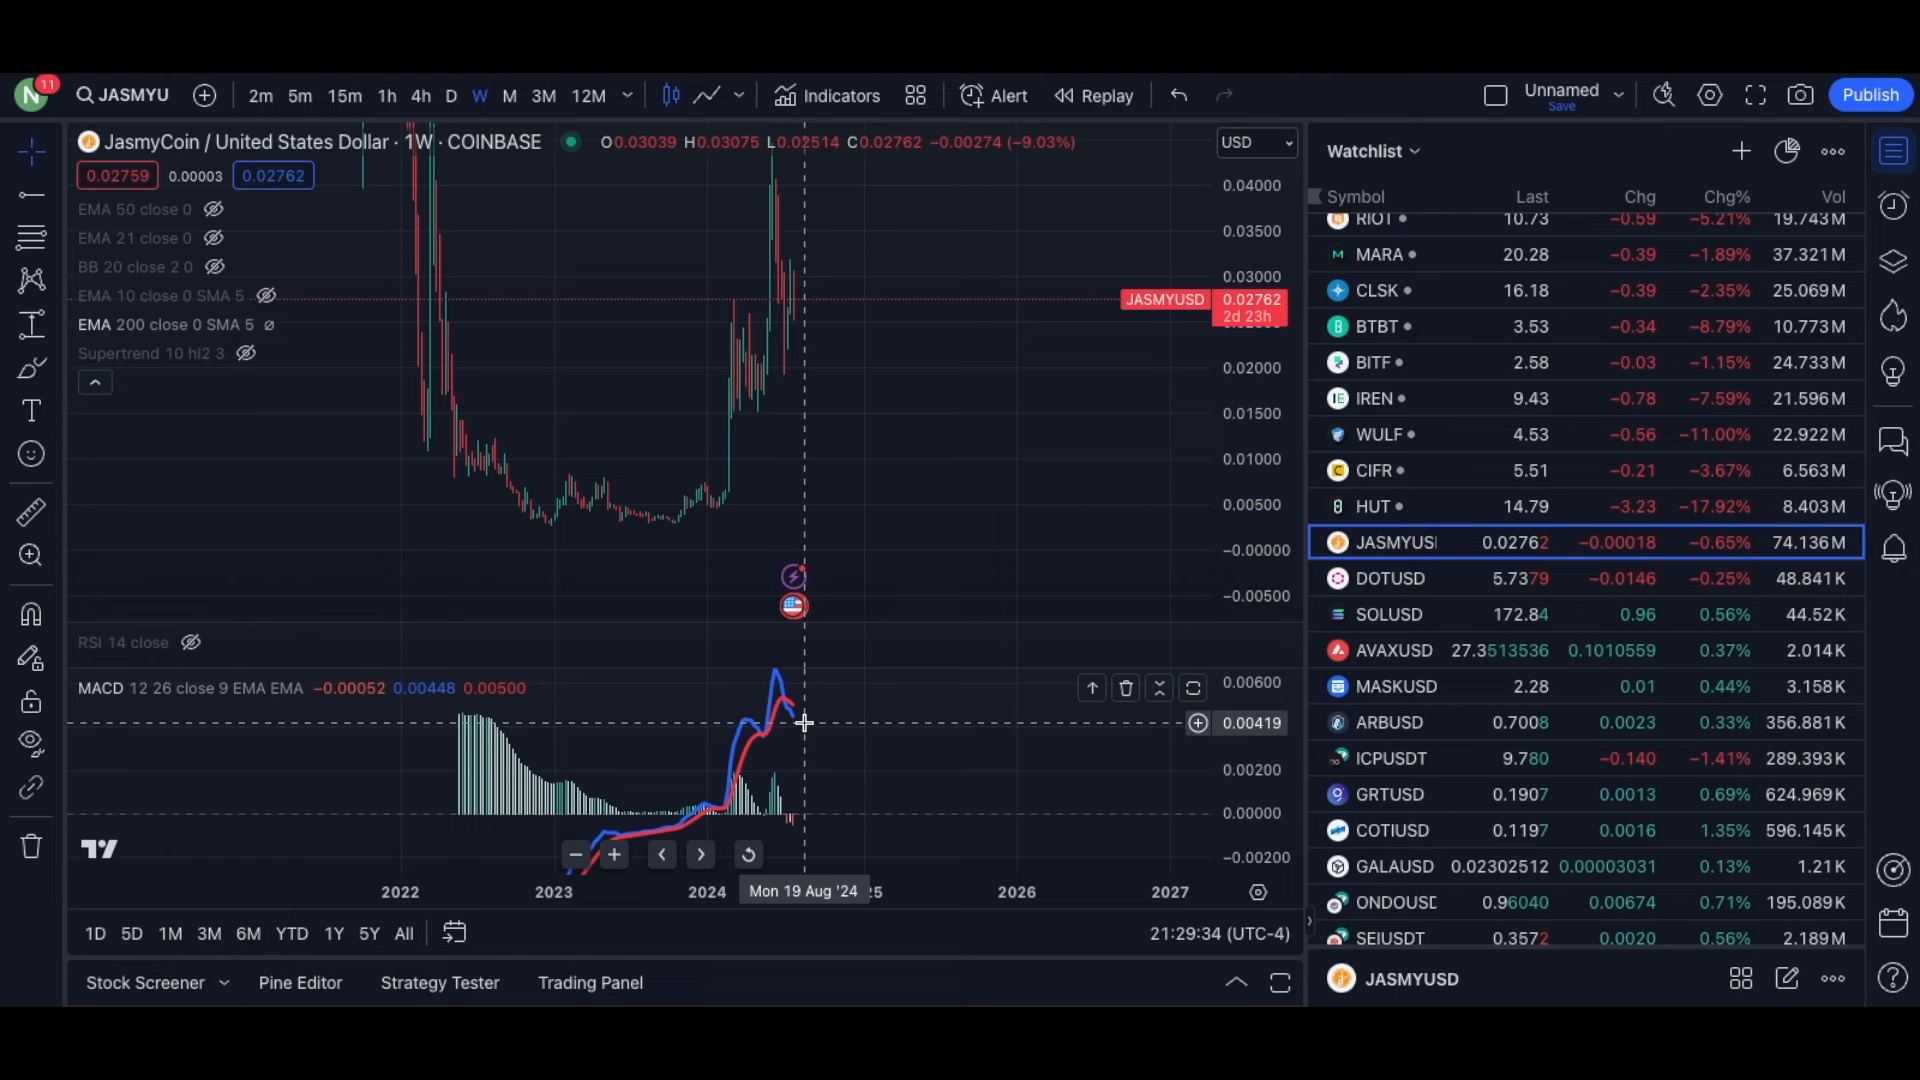 N 11 JASMYU 2m 5m 15m 1h 4h D W M 3M 12M Indicators Alert Replay Unnamed Save Publish
JasmyCoin / United States Dollar · 1W · COINBASE O0.03039 H0.03075 L0.02514 C0.02762 −0.00274 (−9.03%) USD
0.02759 0.00003 0.02762
EMA 50 close 0
EMA 21 close 0
BB 20 close 2 0
EMA 10 close 0 SMA 5
EMA 200 close 0 SMA 5
Supertrend 10 hl2 3
0.04000
0.03500
0.03000
JASMYUSD 0.02762
2d 23h
0.02000
0.01500
0.01000
0.00500
−0.00000
−0.00500
RSI 14 close
MACD 12 26 close 9 EMA EMA −0.00052 0.00448 0.00500
0.00600
0.00419
0.00200
0.00000
−0.00200
2022 2023 2024 Mon 19 Aug '24 25 2026 2027
1D 5D 1M 3M 6M YTD 1Y 5Y All 21:29:34 (UTC-4)
Stock Screener Pine Editor Strategy Tester Trading Panel
Watchlist
Symbol Last Chg Chg% Vol
RIOT 10.73 −0.59 −5.21% 19.743M
MARA 20.28 −0.39 −1.89% 37.321M
CLSK 16.18 −0.39 −2.35% 25.069M
BTBT 3.53 −0.34 −8.79% 10.773M
BITF 2.58 −0.03 −1.15% 24.733M
IREN 9.43 −0.78 −7.59% 21.596M
WULF 4.53 −0.56 −11.00% 22.922M
CIFR 5.51 −0.21 −3.67% 6.563M
HUT 14.79 −3.23 −17.92% 8.403M
JASMYUSI 0.02762 −0.00018 −0.65% 74.136M
DOTUSD 5.7379 −0.0146 −0.25% 48.841K
SOLUSD 172.84 0.96 0.56% 44.52K
AVAXUSD 27.3513536 0.1010559 0.37% 2.014K
MASKUSD 2.28 0.01 0.44% 3.158K
ARBUSD 0.7008 0.0023 0.33% 356.881K
ICPUSDT 9.780 −0.140 −1.41% 289.393K
GRTUSD 0.1907 0.0013 0.69% 624.969K
COTIUSD 0.1197 0.0016 1.35% 596.145K
GALAUSD 0.02302512 0.00003031 0.13% 1.21K
ONDOUSD 0.96040 0.00674 0.71% 195.089K
SEIUSDT 0.3572 0.0020 0.56% 2.189M
JASMYUSD